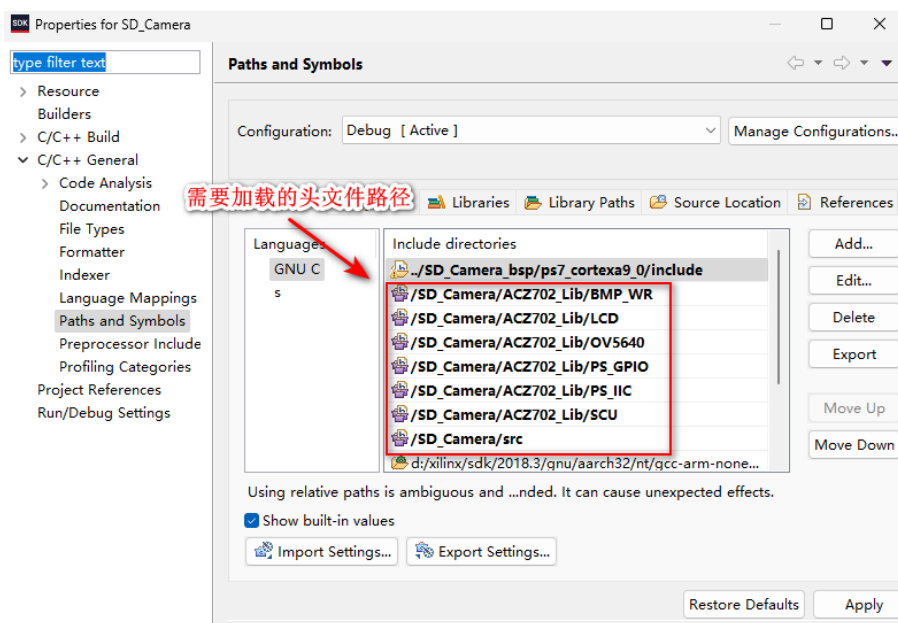 SDK Properties for SD_Camera
type filter text
Resource
Builders
C/C++ Build
C/C++ General
Code Analysis
Documentation
File Types
Formatter
Indexer
Language Mappings
Paths and Symbols
Preprocessor Include
Profiling Categories
Project References
Run/Debug Settings
Paths and Symbols
Configuration: Debug [ Active ]
Manage Configurations..
需要加载的头文件路径
Libraries Library Paths Source Location References
Languages
GNU C
s
Include directories
../SD_Camera_bsp/ps7_cortexa9_0/include
/SD_Camera/ACZ702_Lib/BMP_WR
/SD_Camera/ACZ702_Lib/LCD
/SD_Camera/ACZ702_Lib/OV5640
/SD_Camera/ACZ702_Lib/PS_GPIO
/SD_Camera/ACZ702_Lib/PS_IIC
/SD_Camera/ACZ702_Lib/SCU
/SD_Camera/src
d:/xilinx/sdk/2018.3/gnu/aarch32/nt/gcc-arm-none...
Add...
Edit...
Delete
Export
Move Up
Move Down
Using relative paths is ambiguous and ...nded. It can cause unexpected effects.
Show built-in values
Import Settings... Export Settings...
Restore Defaults Apply